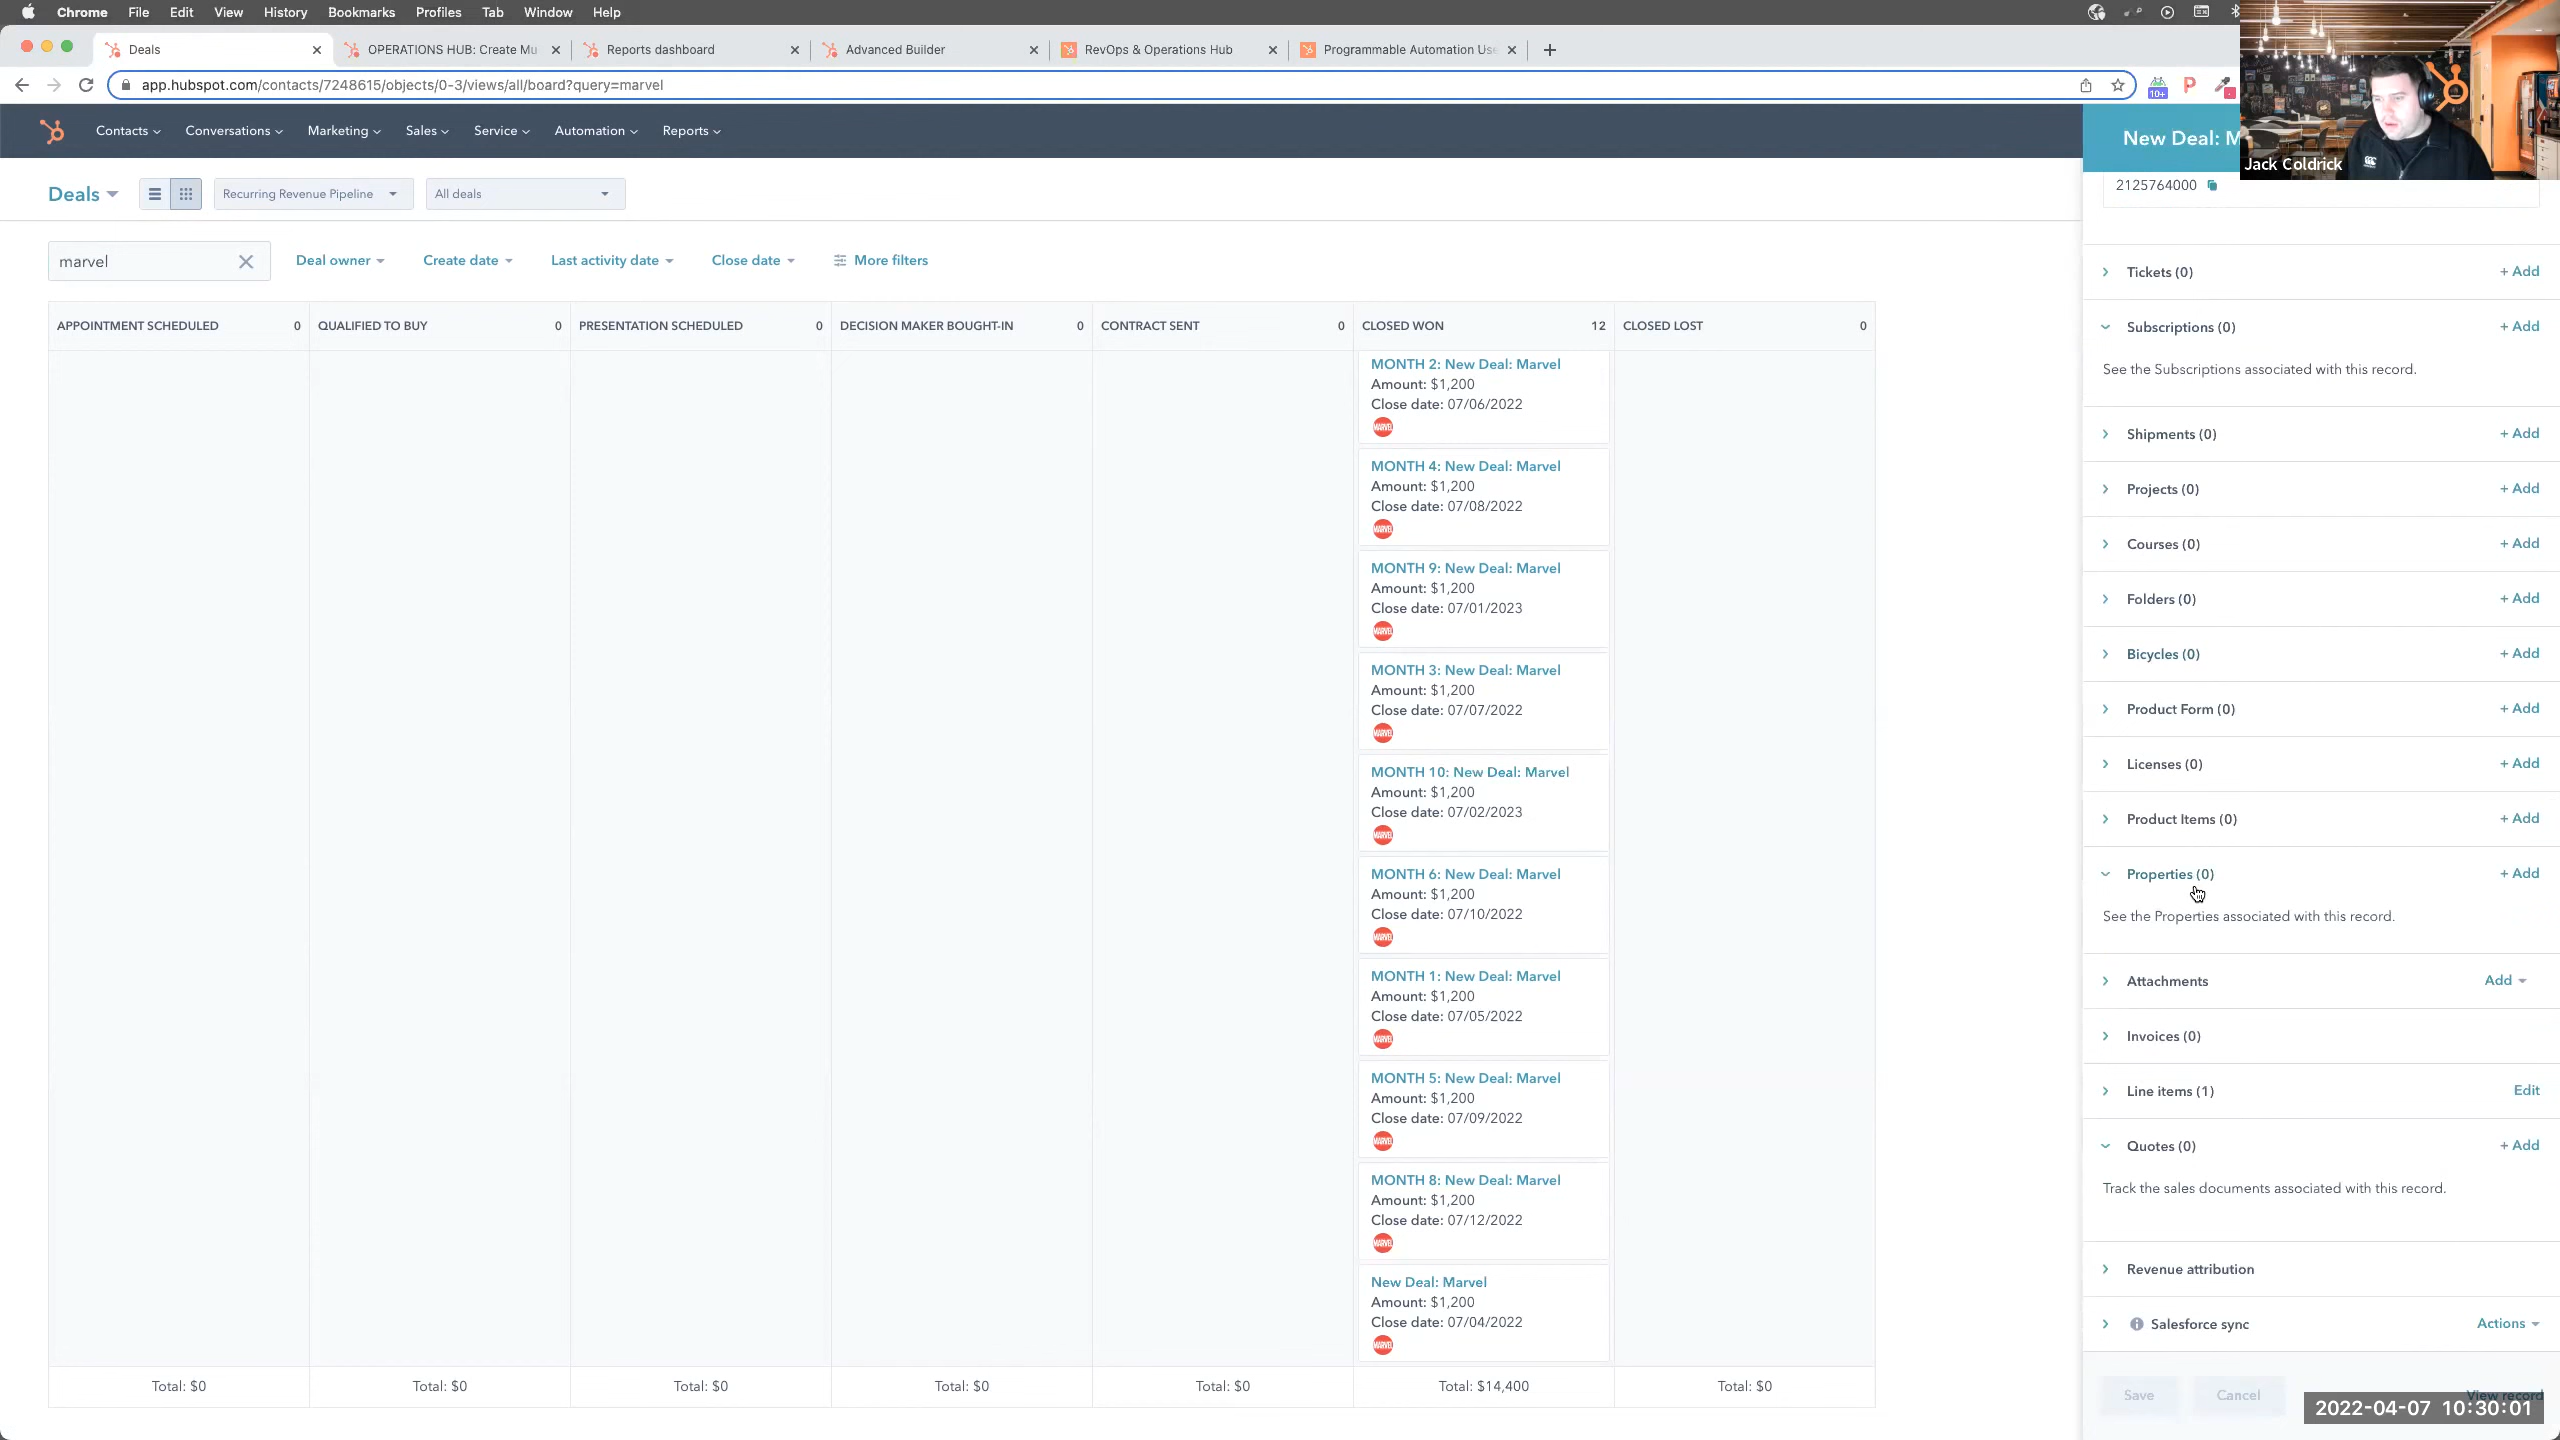 Chrome File Edit View History Bookmarks Profiles Tab Window Help
Deals
OPERATIONS HUB: Create Mu
Reports dashboard
Advanced Builder
RevOps & Operations Hub
Programmable Automation Use
app.hubspot.com/contacts/7248615/objects/0-3/views/all/board?query=marvel
10+
Contacts Conversations Marketing Sales Service Automation Reports
New Deal: M
Jack Coldrick
2125764000
Deals
Recurring Revenue Pipeline
All deals
marvel
Deal owner
Create date
Last activity date
Close date
More filters
APPOINTMENT SCHEDULED 0
QUALIFIED TO BUY 0
PRESENTATION SCHEDULED 0
DECISION MAKER BOUGHT-IN 0
CONTRACT SENT 0
CLOSED WON 12
CLOSED LOST 0
MONTH 2: New Deal: Marvel
Amount: $1,200
Close date: 07/06/2022
MARVEL
MONTH 4: New Deal: Marvel
Amount: $1,200
Close date: 07/08/2022
MARVEL
MONTH 9: New Deal: Marvel
Amount: $1,200
Close date: 07/01/2023
MARVEL
MONTH 3: New Deal: Marvel
Amount: $1,200
Close date: 07/07/2022
MARVEL
MONTH 10: New Deal: Marvel
Amount: $1,200
Close date: 07/02/2023
MARVEL
MONTH 6: New Deal: Marvel
Amount: $1,200
Close date: 07/10/2022
MARVEL
MONTH 1: New Deal: Marvel
Amount: $1,200
Close date: 07/05/2022
MARVEL
MONTH 5: New Deal: Marvel
Amount: $1,200
Close date: 07/09/2022
MARVEL
MONTH 8: New Deal: Marvel
Amount: $1,200
Close date: 07/12/2022
MARVEL
New Deal: Marvel
Amount: $1,200
Close date: 07/04/2022
MARVEL
Total: $0
Total: $0
Total: $0
Total: $0
Total: $0
Total: $14,400
Total: $0
Tickets (0) + Add
Subscriptions (0) + Add
See the Subscriptions associated with this record.
Shipments (0) + Add
Projects (0) + Add
Courses (0) + Add
Folders (0) + Add
Bicycles (0) + Add
Product Form (0) + Add
Licenses (0) + Add
Product Items (0) + Add
Properties (0) + Add
See the Properties associated with this record.
Attachments Add
Invoices (0)
Line items (1) Edit
Quotes (0) + Add
Track the sales documents associated with this record.
Revenue attribution
Salesforce sync Actions
Save
Cancel
View record
2022-04-07 10:30:01